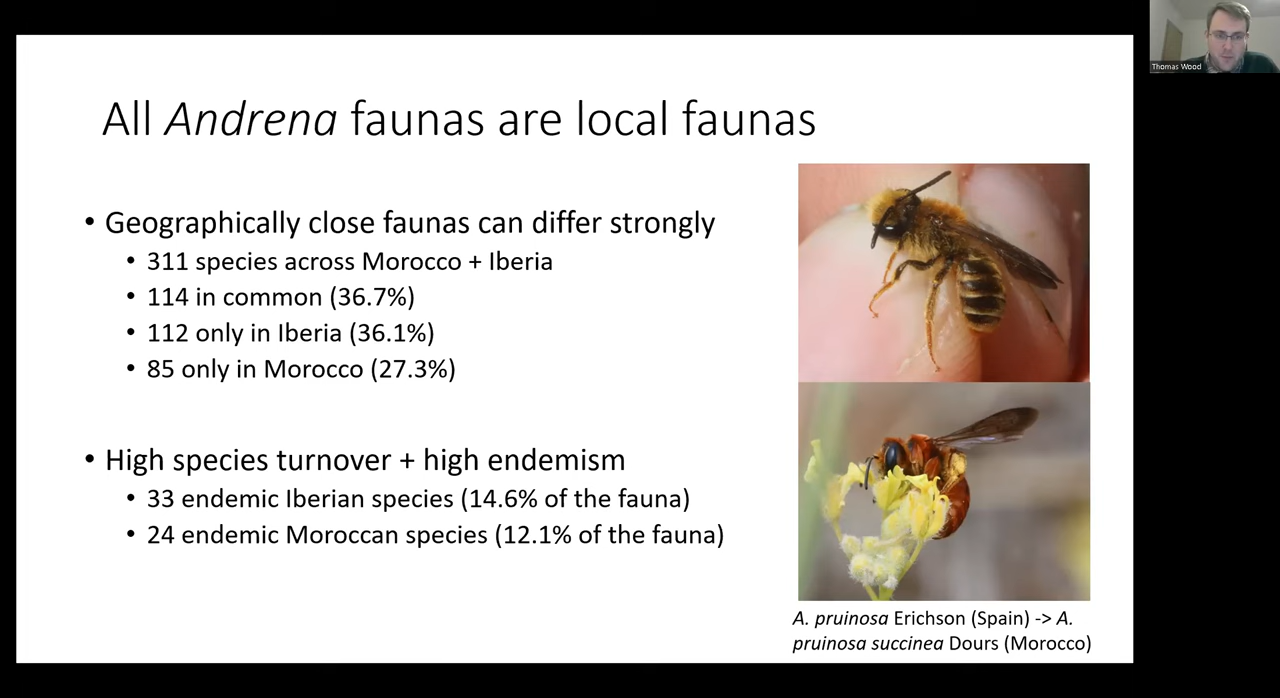 Thomas Wood
All Andrena faunas are local faunas
• Geographically close faunas can differ strongly
• 311 species across Morocco + Iberia
• 114 in common (36.7%)
• 112 only in Iberia (36.1%)
• 85 only in Morocco (27.3%)
• High species turnover + high endemism
• 33 endemic Iberian species (14.6% of the fauna)
• 24 endemic Moroccan species (12.1% of the fauna)
A. pruinosa Erichson (Spain) -> A.
pruinosa succinea Dours (Morocco)